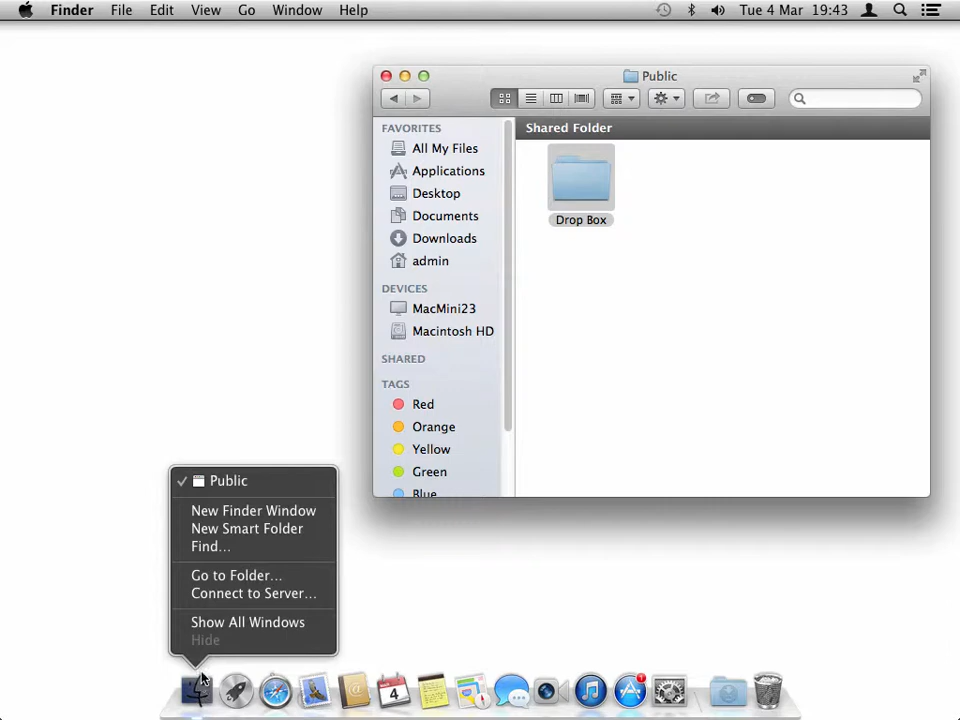 Finder File Edit View Go Window Help Tue 4 Mar 19:43
Public
FAVORITES
All My Files
Applications
Desktop
Documents
Downloads
admin
DEVICES
MacMini23
Macintosh HD
SHARED
TAGS
Red
Orange
Yellow
Green
Blue
Shared Folder
Drop Box
✓ Public
New Finder Window
New Smart Folder
Find...
Go to Folder...
Connect to Server...
Show All Windows
Hide
4
1